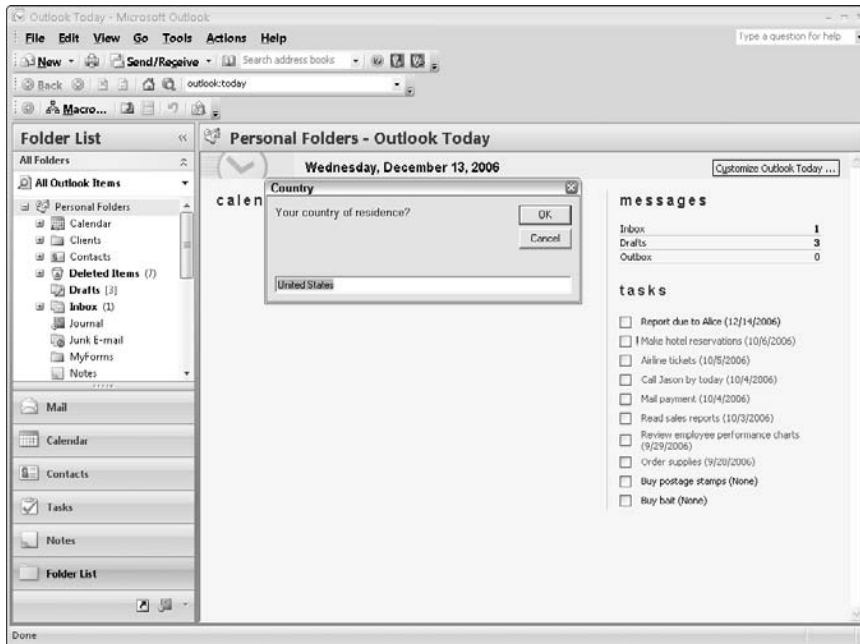 Outlook Today - Microsoft Outlook
File Edit View Go Tools Actions Help
Type a question for help
New Send/Receive Search address books
Back outlook:today
Macro...
Folder List
Personal Folders - Outlook Today
All Folders
Wednesday, December 13, 2006
Customize Outlook Today ...
All Outlook Items
Personal Folders
Calendar
Clients
Contacts
Deleted Items (7)
Drafts [3]
Inbox (1)
Journal
Junk E-mail
MyForms
Notes
calen
Country
Your country of residence?
OK
Cancel
United States
messages
Inbox 1
Drafts 3
Outbox 0
tasks
Report due to Alice (12/14/2006)
! Make hotel reservations (10/6/2006)
Airline tickets (10/5/2006)
Call Jason by today (10/4/2006)
Mail payment (10/4/2006)
Read sales reports (10/3/2006)
Review employee performance charts
(9/29/2006)
Order supplies (9/28/2006)
Buy postage stamps (None)
Buy bait (None)
Mail
Calendar
Contacts
Tasks
Notes
Folder List
Done